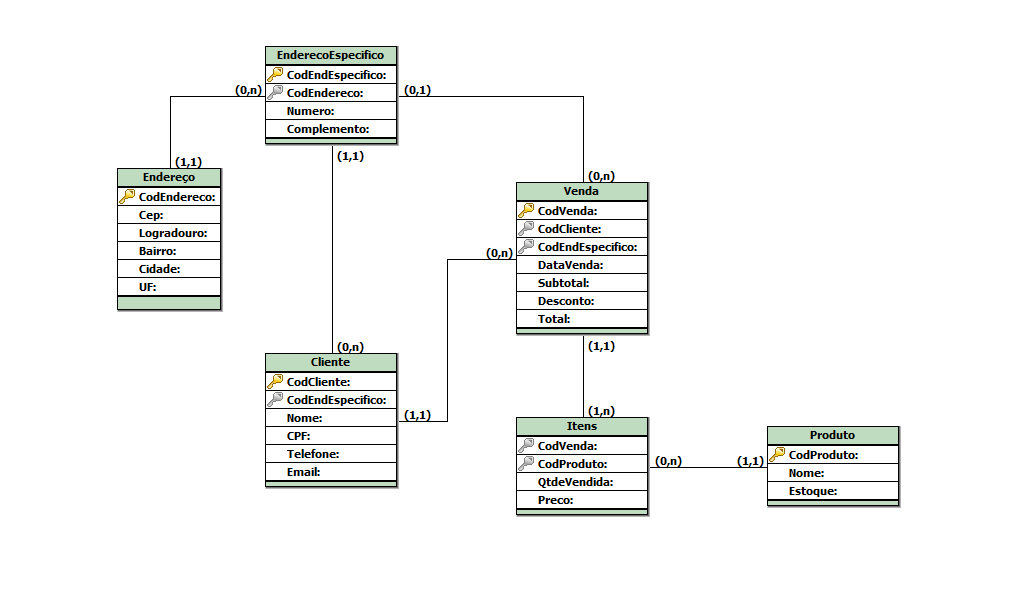 EnderecoEspecifico
CodEndEspecifico:
CodEndereco:
Numero:
Complemento:
(0,n)
(0,1)
(1,1)
(1,1)
Endereço
CodEndereco:
Cep:
Logradouro:
Bairro:
Cidade:
UF:
(0,n)
Venda
CodVenda:
CodCliente:
CodEndEspecifico:
DataVenda:
Subtotal:
Desconto:
Total:
(0,n)
(1,1)
(0,n)
Cliente
CodCliente:
CodEndEspecifico:
Nome:
CPF:
Telefone:
Email:
(1,1)
(1,n)
Itens
CodVenda:
CodProduto:
QtdeVendida:
Preco:
(0,n)
(1,1)
Produto
CodProduto:
Nome:
Estoque: